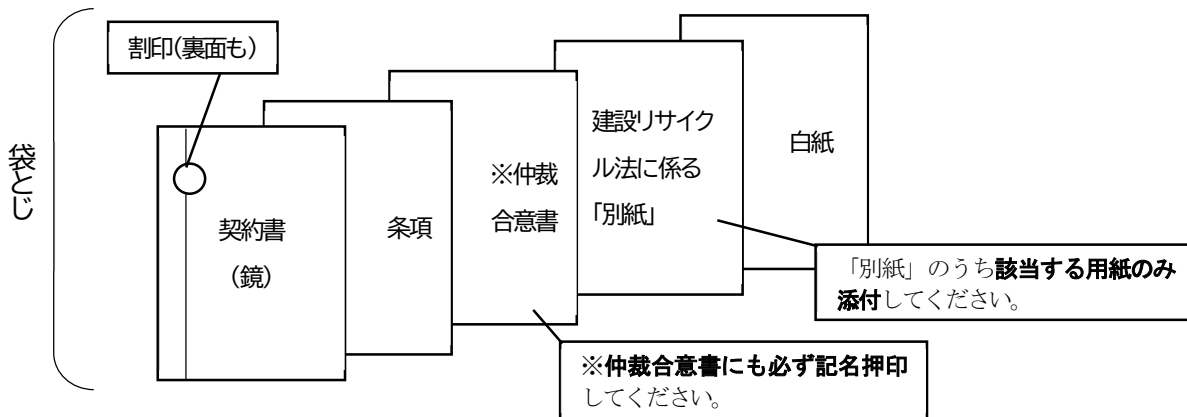 袋とじ
割印(裏面も)
契約書
(鏡)
条項
※仲裁
合意書
建設リサイク
ル法に係る
「別紙」
白紙
「別紙」のうち該当する用紙のみ
添付してください。
※仲裁合意書にも必ず記名押印
してください。